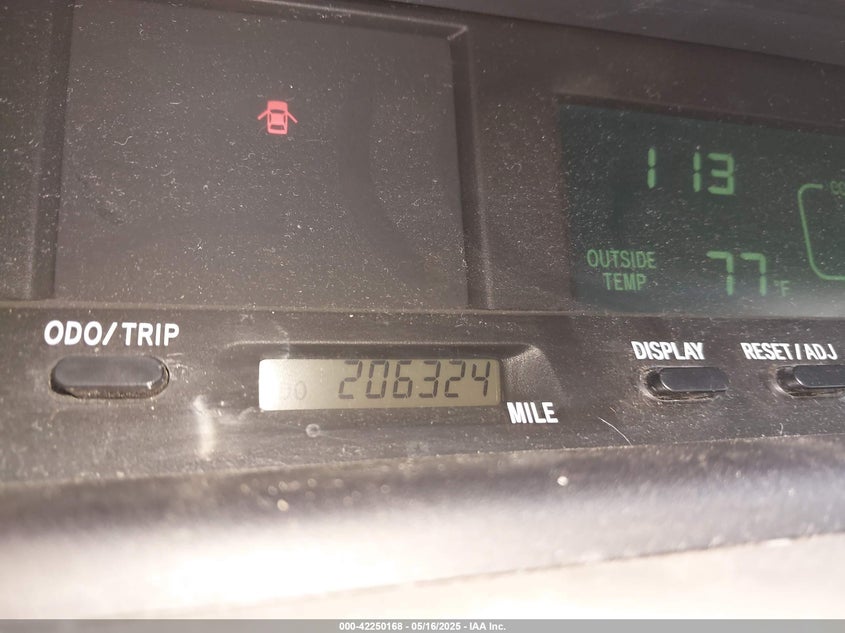 1 13
OUTSIDE
TEMP 77°F
ODO/TRIP
DISPLAY RESET/ADJ
206324
MILE
000-42250168 - 05/16/2025 - IAA Inc.